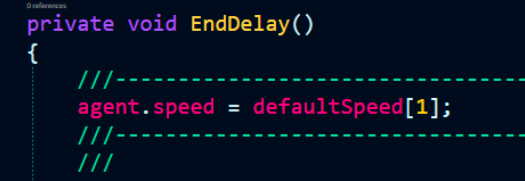 0 references
private void EndDelay()
{
///---------------------------------
agent.speed = defaultSpeed[1];
///---------------------------------
///